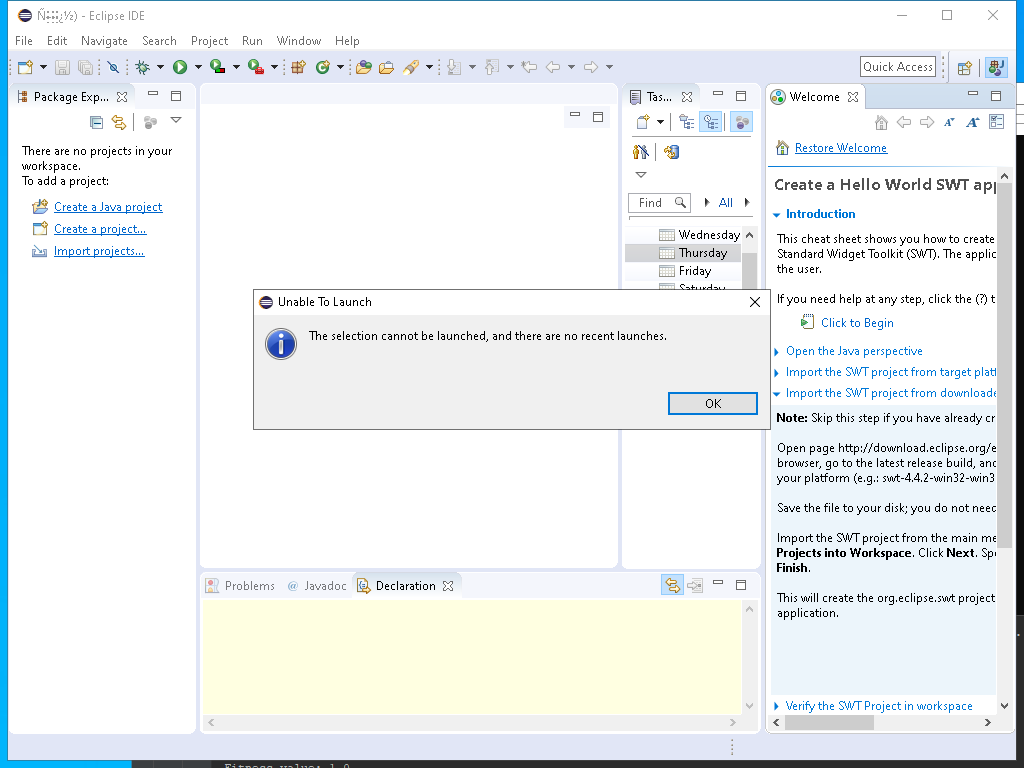 - Eclipse IDE
File Edit Navigate Search Project Run Window Help
Quick Access
Package Exp...
There are no projects in your
workspace.
To add a project:
Create a Java project
Create a project...
Import projects...
Tas...
Find
All
Wednesday
Thursday
Friday
Saturday
Welcome
Restore Welcome
Create a Hello World SWT app
Introduction
This cheat sheet shows you how to create
Standard Widget Toolkit (SWT). The applic
the user.
If you need help at any step, click the (?) t
Click to Begin
Open the Java perspective
Import the SWT project from target platf
Import the SWT project from downloade
Note: Skip this step if you have already cr
Open page http://download.eclipse.org/e
browser, go to the latest release build, and
your platform (e.g.: swt-4.4.2-win32-win3
Save the file to your disk; you do not need
Import the SWT project from the main me
Projects into Workspace. Click Next. Spe
Finish.
This will create the org.eclipse.swt project
application.
Verify the SWT Project in workspace
Unable To Launch
The selection cannot be launched, and there are no recent launches.
OK
Problems @ Javadoc Declaration
Fitness value: 1.0